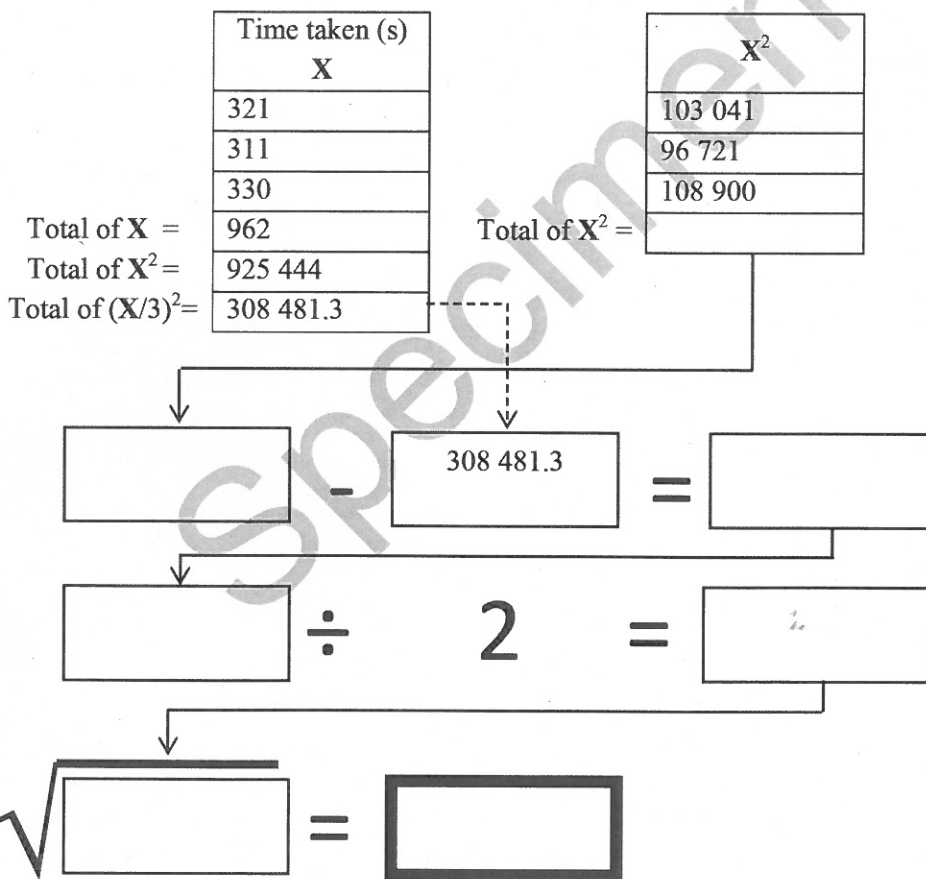 Time taken (s)
X
321
311
330
Total of X = 962
Total of X² = 925 444
Total of (X/3)²= 308 481.3
X²
103 041
96 721
108 900
Total of X² =
- 308 481.3 =
÷ 2 =
√ =
Specimen